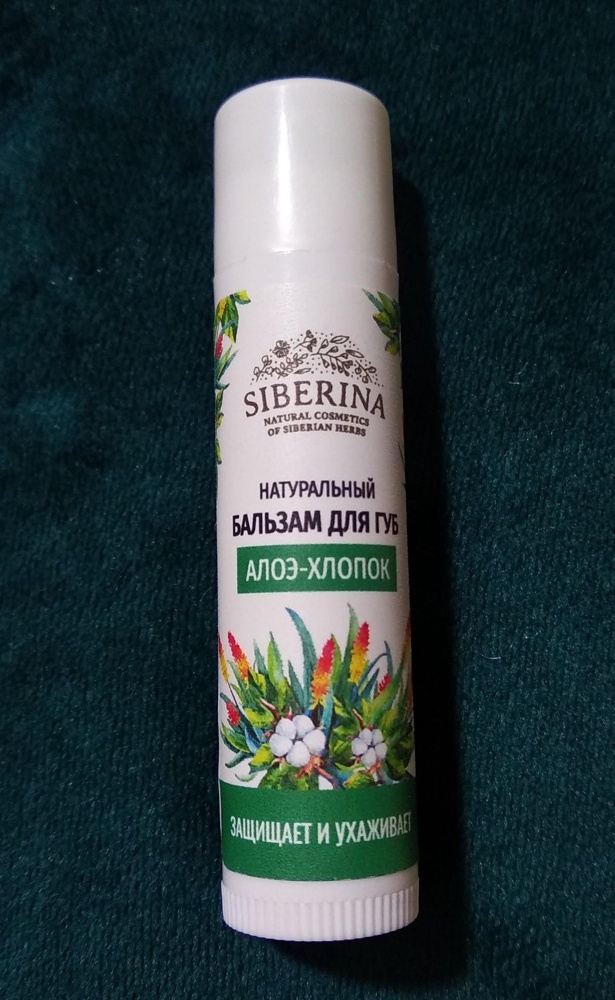 SIBERINA
NATURAL COSMETICS
OF SIBERIAN HERBS
НАТУРАЛЬНЫЙ
БАЛЬЗАМ ДЛЯ ГУБ
АЛОЭ-ХЛОПОК
ЗАЩИЩАЕТ И УХАЖИВАЕТ